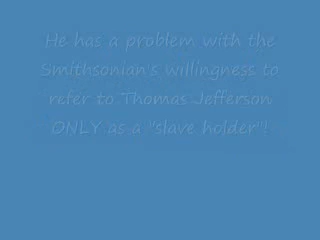 He has a problem with the
Smithsonian's willingness to
refer to Thomas Jefferson
ONLY as a "slave holder"!